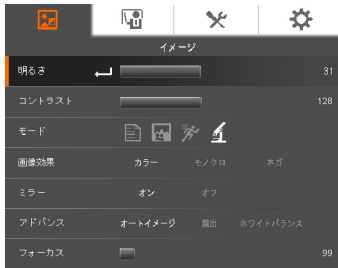 イメージ
明るさ 31
コントラスト 128
モード
画像効果 カラー モノクロ ネガ
ミラー オン オフ
アドバンス オートイメージ 露出 ホワイトバランス
フォーカス 99